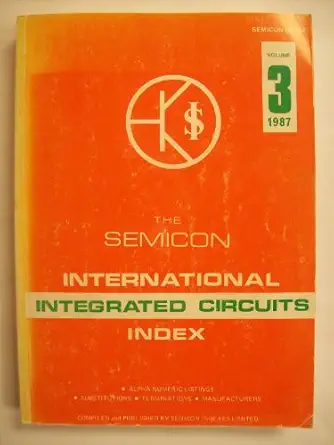 SEMICON
VOLUME
3
1987
SI
THE
SEMICON
INTERNATIONAL
INTEGRATED CIRCUITS
INDEX
• ALPHA NUMERIC LISTINGS
• SUBSTITUTIONS • TERMINATIONS • MANUFACTURERS
COMPILED and PUBLISHED BY SEMICON INDEXES LIMITED